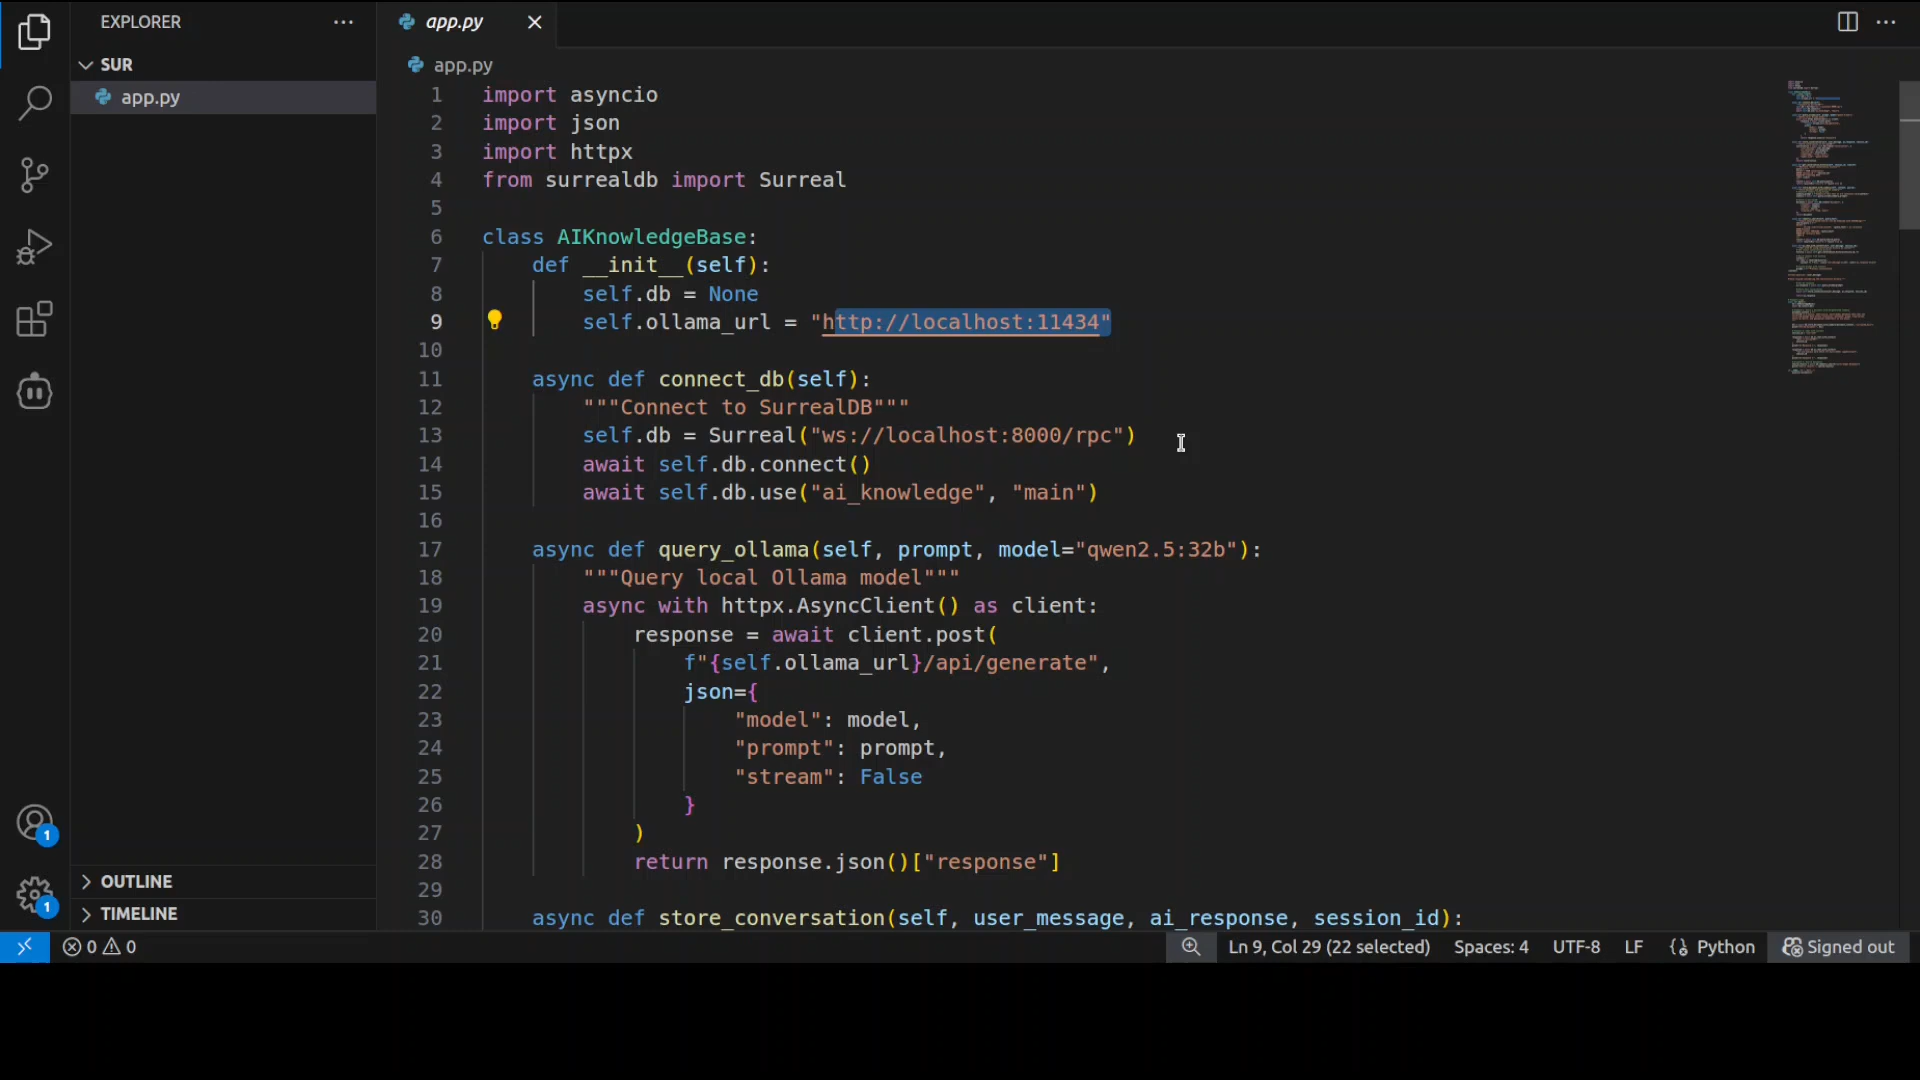 EXPLORER
SUR
app.py
OUTLINE
TIMELINE
app.py
app.py
1 import asyncio
2 import json
3 import httpx
4 from surrealdb import Surreal
5
6 class AIKnowledgeBase:
7     def __init__(self):
8         self.db = None
9         self.ollama_url = "http://localhost:11434"
10
11     async def connect_db(self):
12         """Connect to SurrealDB"""
13         self.db = Surreal("ws://localhost:8000/rpc")
14         await self.db.connect()
15         await self.db.use("ai_knowledge", "main")
16
17     async def query_ollama(self, prompt, model="qwen2.5:32b"):
18         """Query local Ollama model"""
19         async with httpx.AsyncClient() as client:
20             response = await client.post(
21                 f"{self.ollama_url}/api/generate",
22                 json={
23                     "model": model,
24                     "prompt": prompt,
25                     "stream": False
26                 }
27             )
28             return response.json()["response"]
29
30     async def store_conversation(self, user_message, ai_response, session_id):
1
1
0 0
Ln 9, Col 29 (22 selected) Spaces: 4 UTF-8 LF Python Signed out